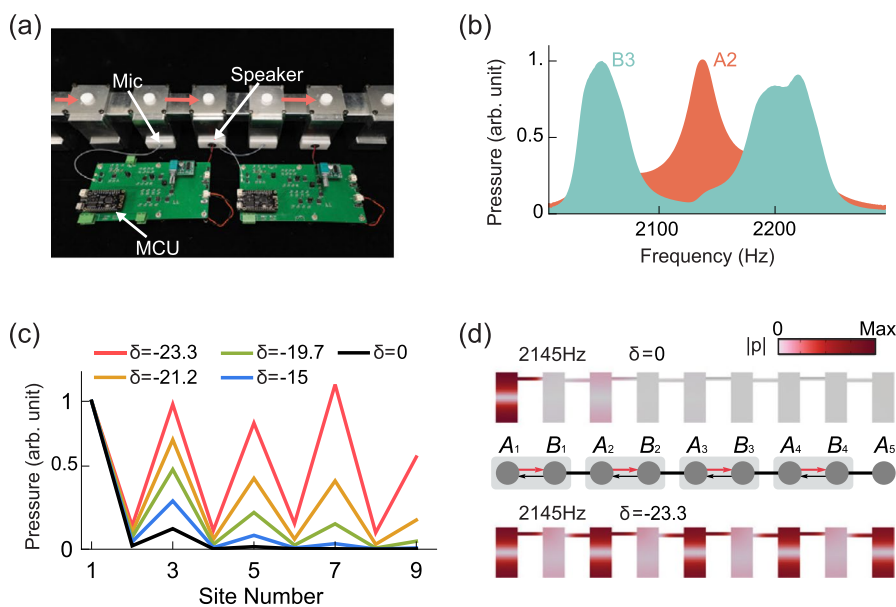 (a)
Mic
Speaker
MCU
(b)
B3
A2
Pressure (arb. unit)
1.
0.5
0
2100
2200
Frequency (Hz)
(c)
δ=-23.3
δ=-19.7
δ=0
δ=-21.2
δ=-15
Pressure (arb. unit)
1
0.5
0
1
3
5
7
9
Site Number
(d)
0
Max
|p|
2145Hz
δ=0
A1 B1 A2 B2 A3 B3 A4 B4 A5
2145Hz
δ=-23.3